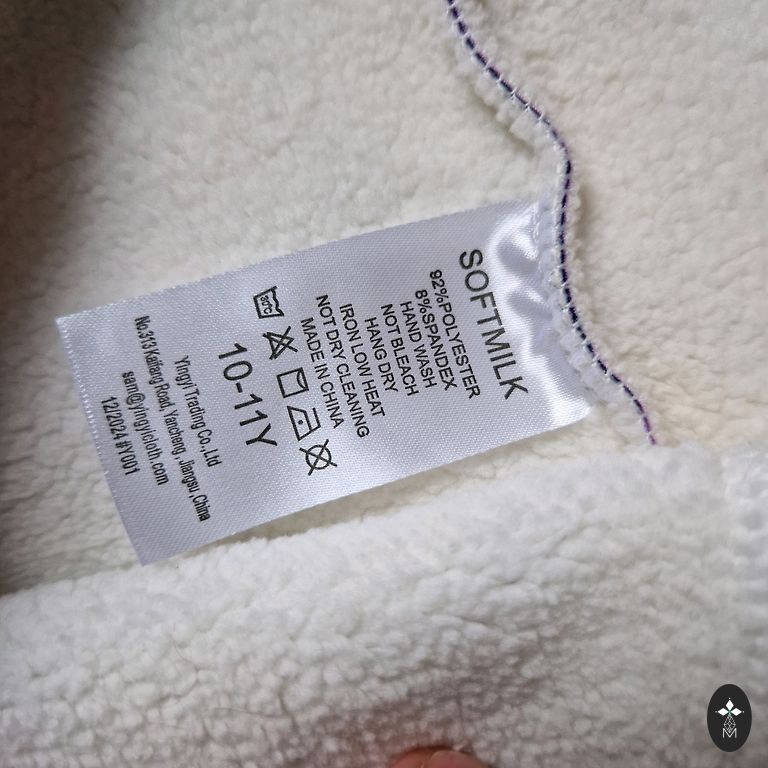 SOFTMILK
92%POLYESTER
8%SPANDEX
HAND WASH
NOT BLEACH
HANG DRY
IRON LOW HEAT
NOT DRY CLEANING
MADE IN CHINA
30°C
10-11Y
Yingyi Trading Co.,Ltd
No.313 Kaifang Road, Yancheng, Jiangsu ,China
sam@yingyicloth.com
12/2024 #Y001
M